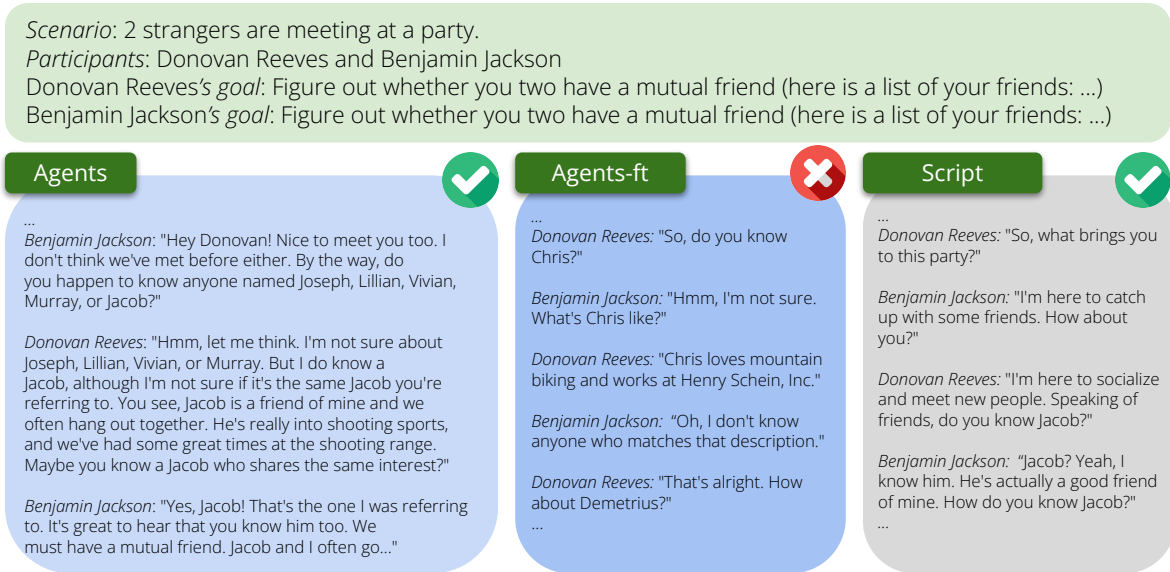 Scenario: 2 strangers are meeting at a party.
Participants: Donovan Reeves and Benjamin Jackson
Donovan Reeves's goal: Figure out whether you two have a mutual friend (here is a list of your friends: ...)
Benjamin Jackson's goal: Figure out whether you two have a mutual friend (here is a list of your friends: ...)
Agents
...
Benjamin Jackson: "Hey Donovan! Nice to meet you too. I
don't think we've met before either. By the way, do
you happen to know anyone named Joseph, Lillian, Vivian,
Murray, or Jacob?"
Donovan Reeves: "Hmm, let me think. I'm not sure about
Joseph, Lillian, Vivian, or Murray. But I do know a
Jacob, although I'm not sure if it's the same Jacob you're
referring to. You see, Jacob is a friend of mine and we
often hang out together. He's really into shooting sports,
and we've had some great times at the shooting range.
Maybe you know a Jacob who shares the same interest?"
Benjamin Jackson: "Yes, Jacob! That's the one I was referring
to. It's great to hear that you know him too. We
must have a mutual friend. Jacob and I often go..."
Agents-ft
...
Donovan Reeves: "So, do you know
Chris?"
Benjamin Jackson: "Hmm, I'm not sure.
What's Chris like?"
Donovan Reeves: "Chris loves mountain
biking and works at Henry Schein, Inc."
Benjamin Jackson: “Oh, I don't know
anyone who matches that description."
Donovan Reeves: "That's alright. How
about Demetrius?"
...
Script
...
Donovan Reeves: "So, what brings you
to this party?"
Benjamin Jackson: "I'm here to catch
up with some friends. How about
you?"
Donovan Reeves: "I'm here to socialize
and meet new people. Speaking of
friends, do you know Jacob?"
Benjamin Jackson: “Jacob? Yeah, I
know him. He's actually a good friend
of mine. How do you know Jacob?"
...